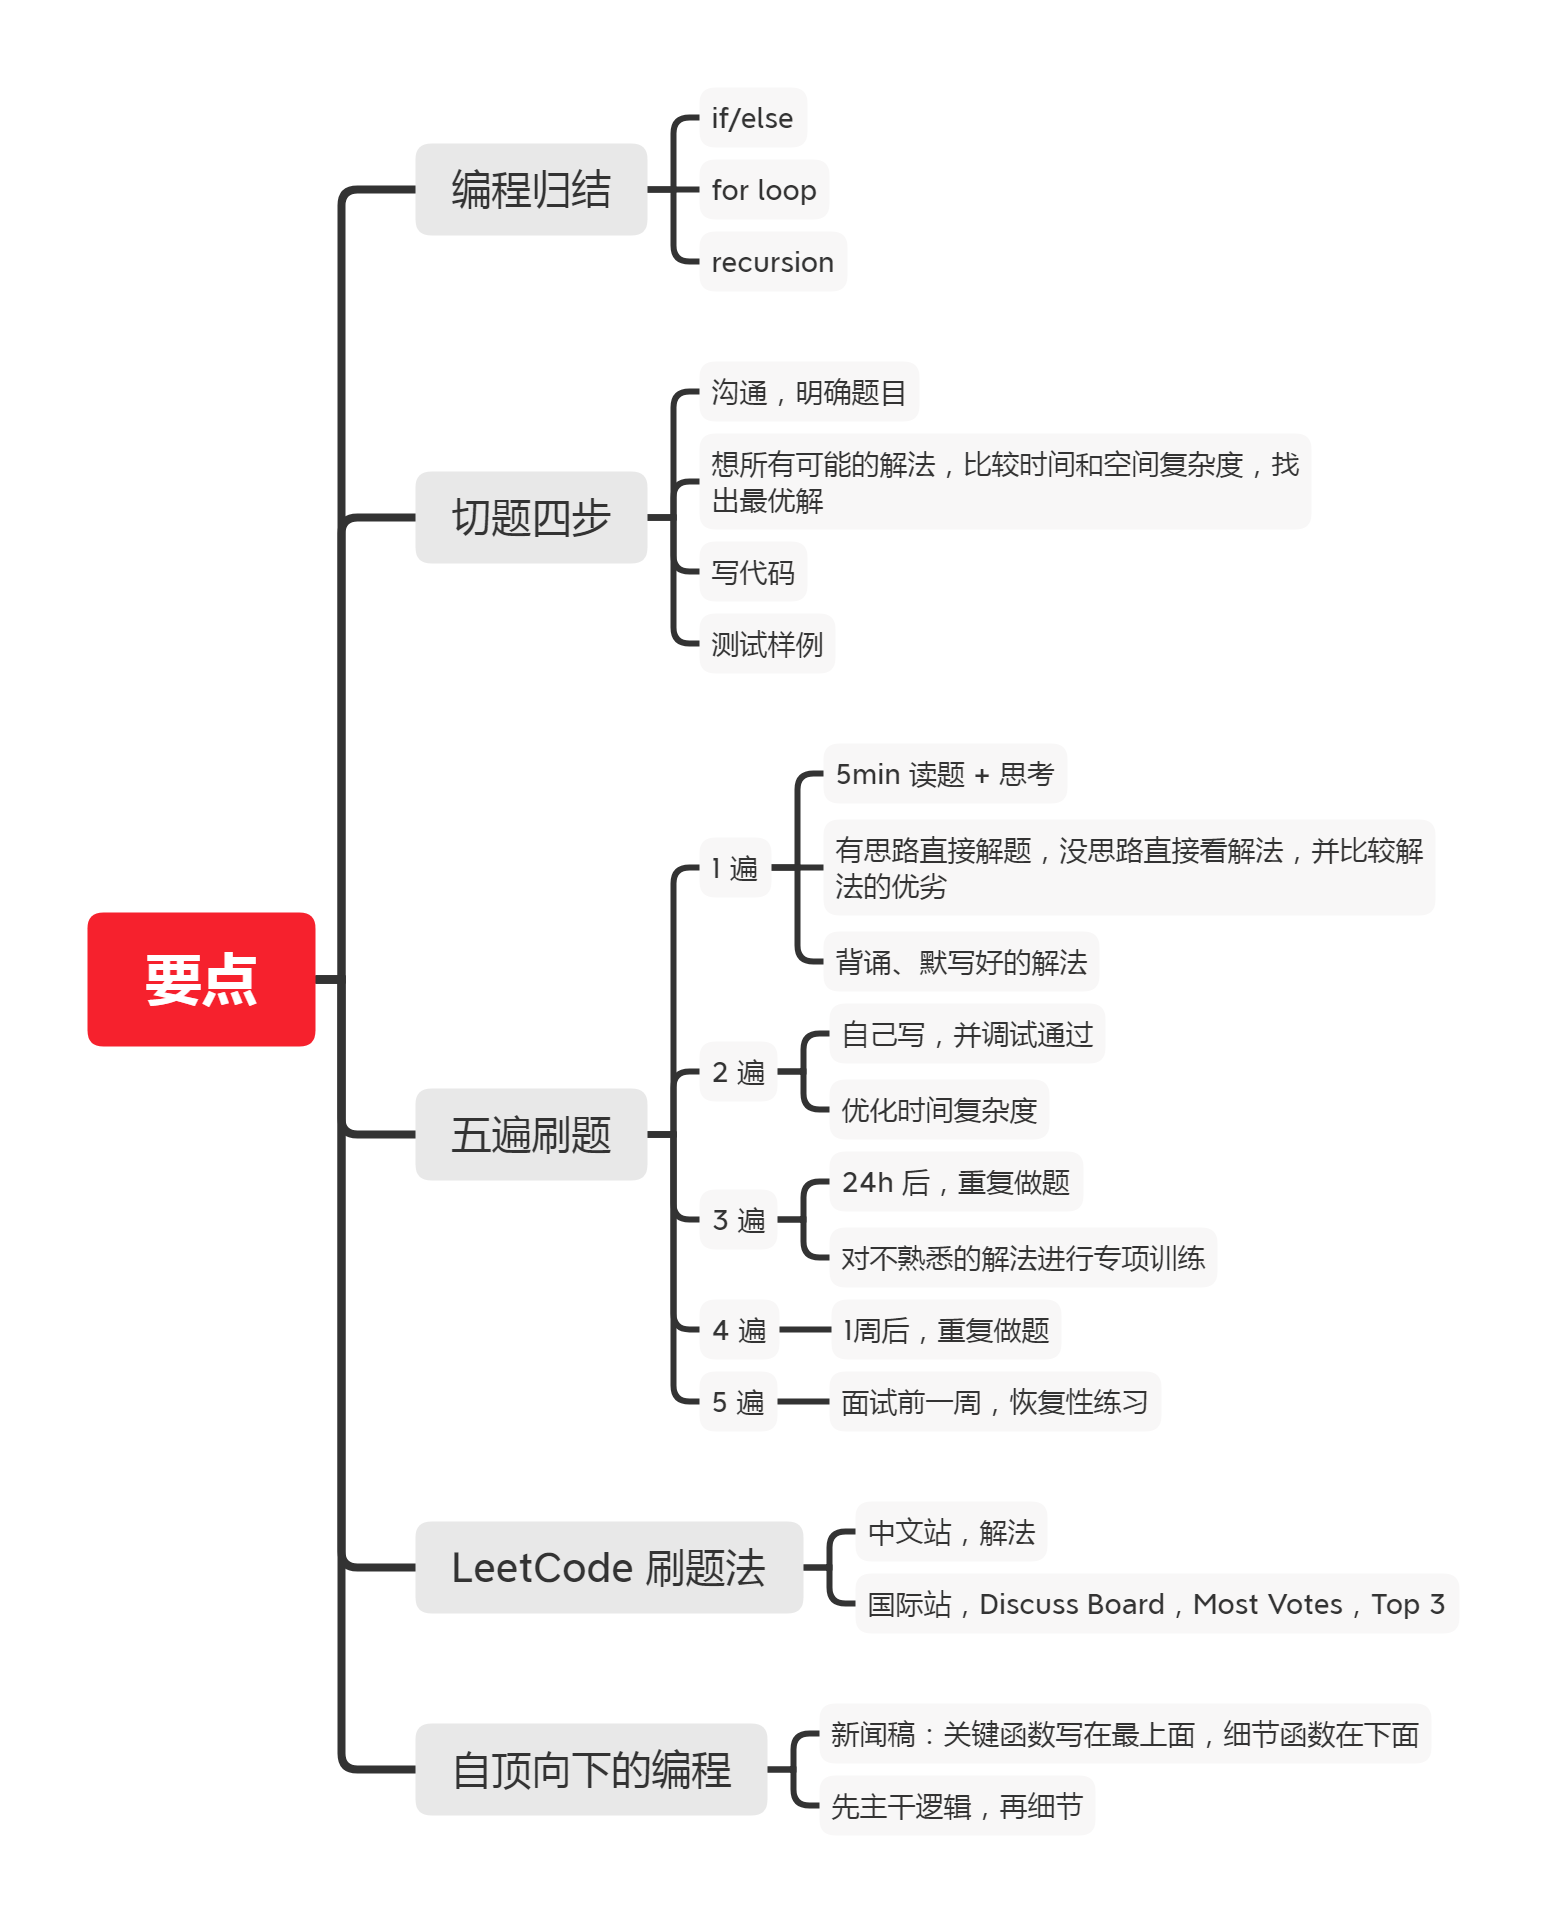 要点
编程归结
if/else
for loop
recursion
切题四步
沟通，明确题目
想所有可能的解法，比较时间和空间复杂度，找
出最优解
写代码
测试样例
五遍刷题
1 遍
5min 读题 + 思考
有思路直接解题，没思路直接看解法，并比较解
法的优劣
背诵、默写好的解法
2 遍
自己写，并调试通过
优化时间复杂度
3 遍
24h 后，重复做题
对不熟悉的解法进行专项训练
4 遍
1周后，重复做题
5 遍
面试前一周，恢复性练习
LeetCode 刷题法
中文站，解法
国际站，Discuss Board，Most Votes，Top 3
自顶向下的编程
新闻稿：关键函数写在最上面，细节函数在下面
先主干逻辑，再细节